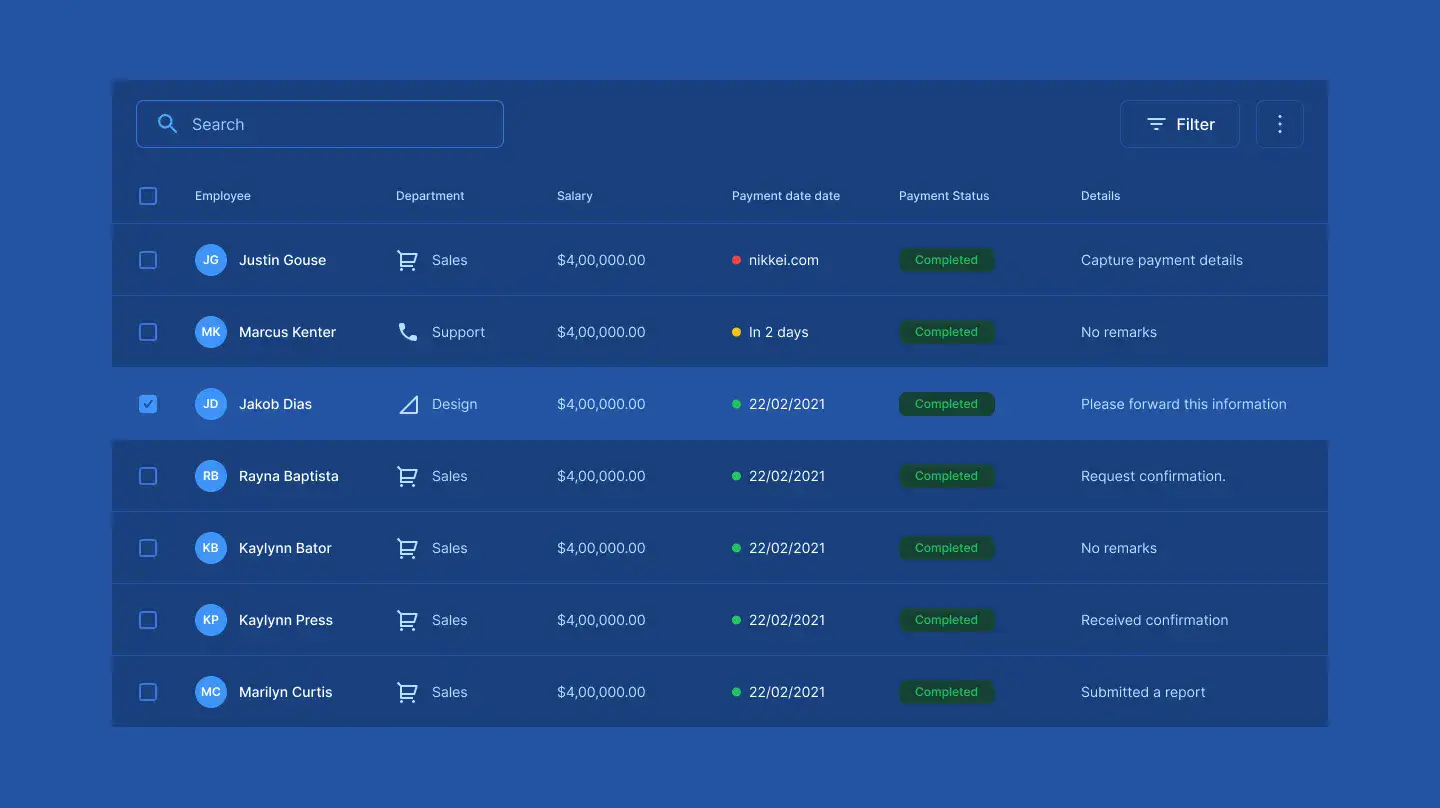 Search Filter
Employee Department Salary Payment date date Payment Status Details
JG Justin Gouse Sales $4,00,000.00 nikkei.com Completed Capture payment details
MK Marcus Kenter Support $4,00,000.00 In 2 days Completed No remarks
JD Jakob Dias Design $4,00,000.00 22/02/2021 Completed Please forward this information
RB Rayna Baptista Sales $4,00,000.00 22/02/2021 Completed Request confirmation.
KB Kaylynn Bator Sales $4,00,000.00 22/02/2021 Completed No remarks
KP Kaylynn Press Sales $4,00,000.00 22/02/2021 Completed Received confirmation
MC Marilyn Curtis Sales $4,00,000.00 22/02/2021 Completed Submitted a report